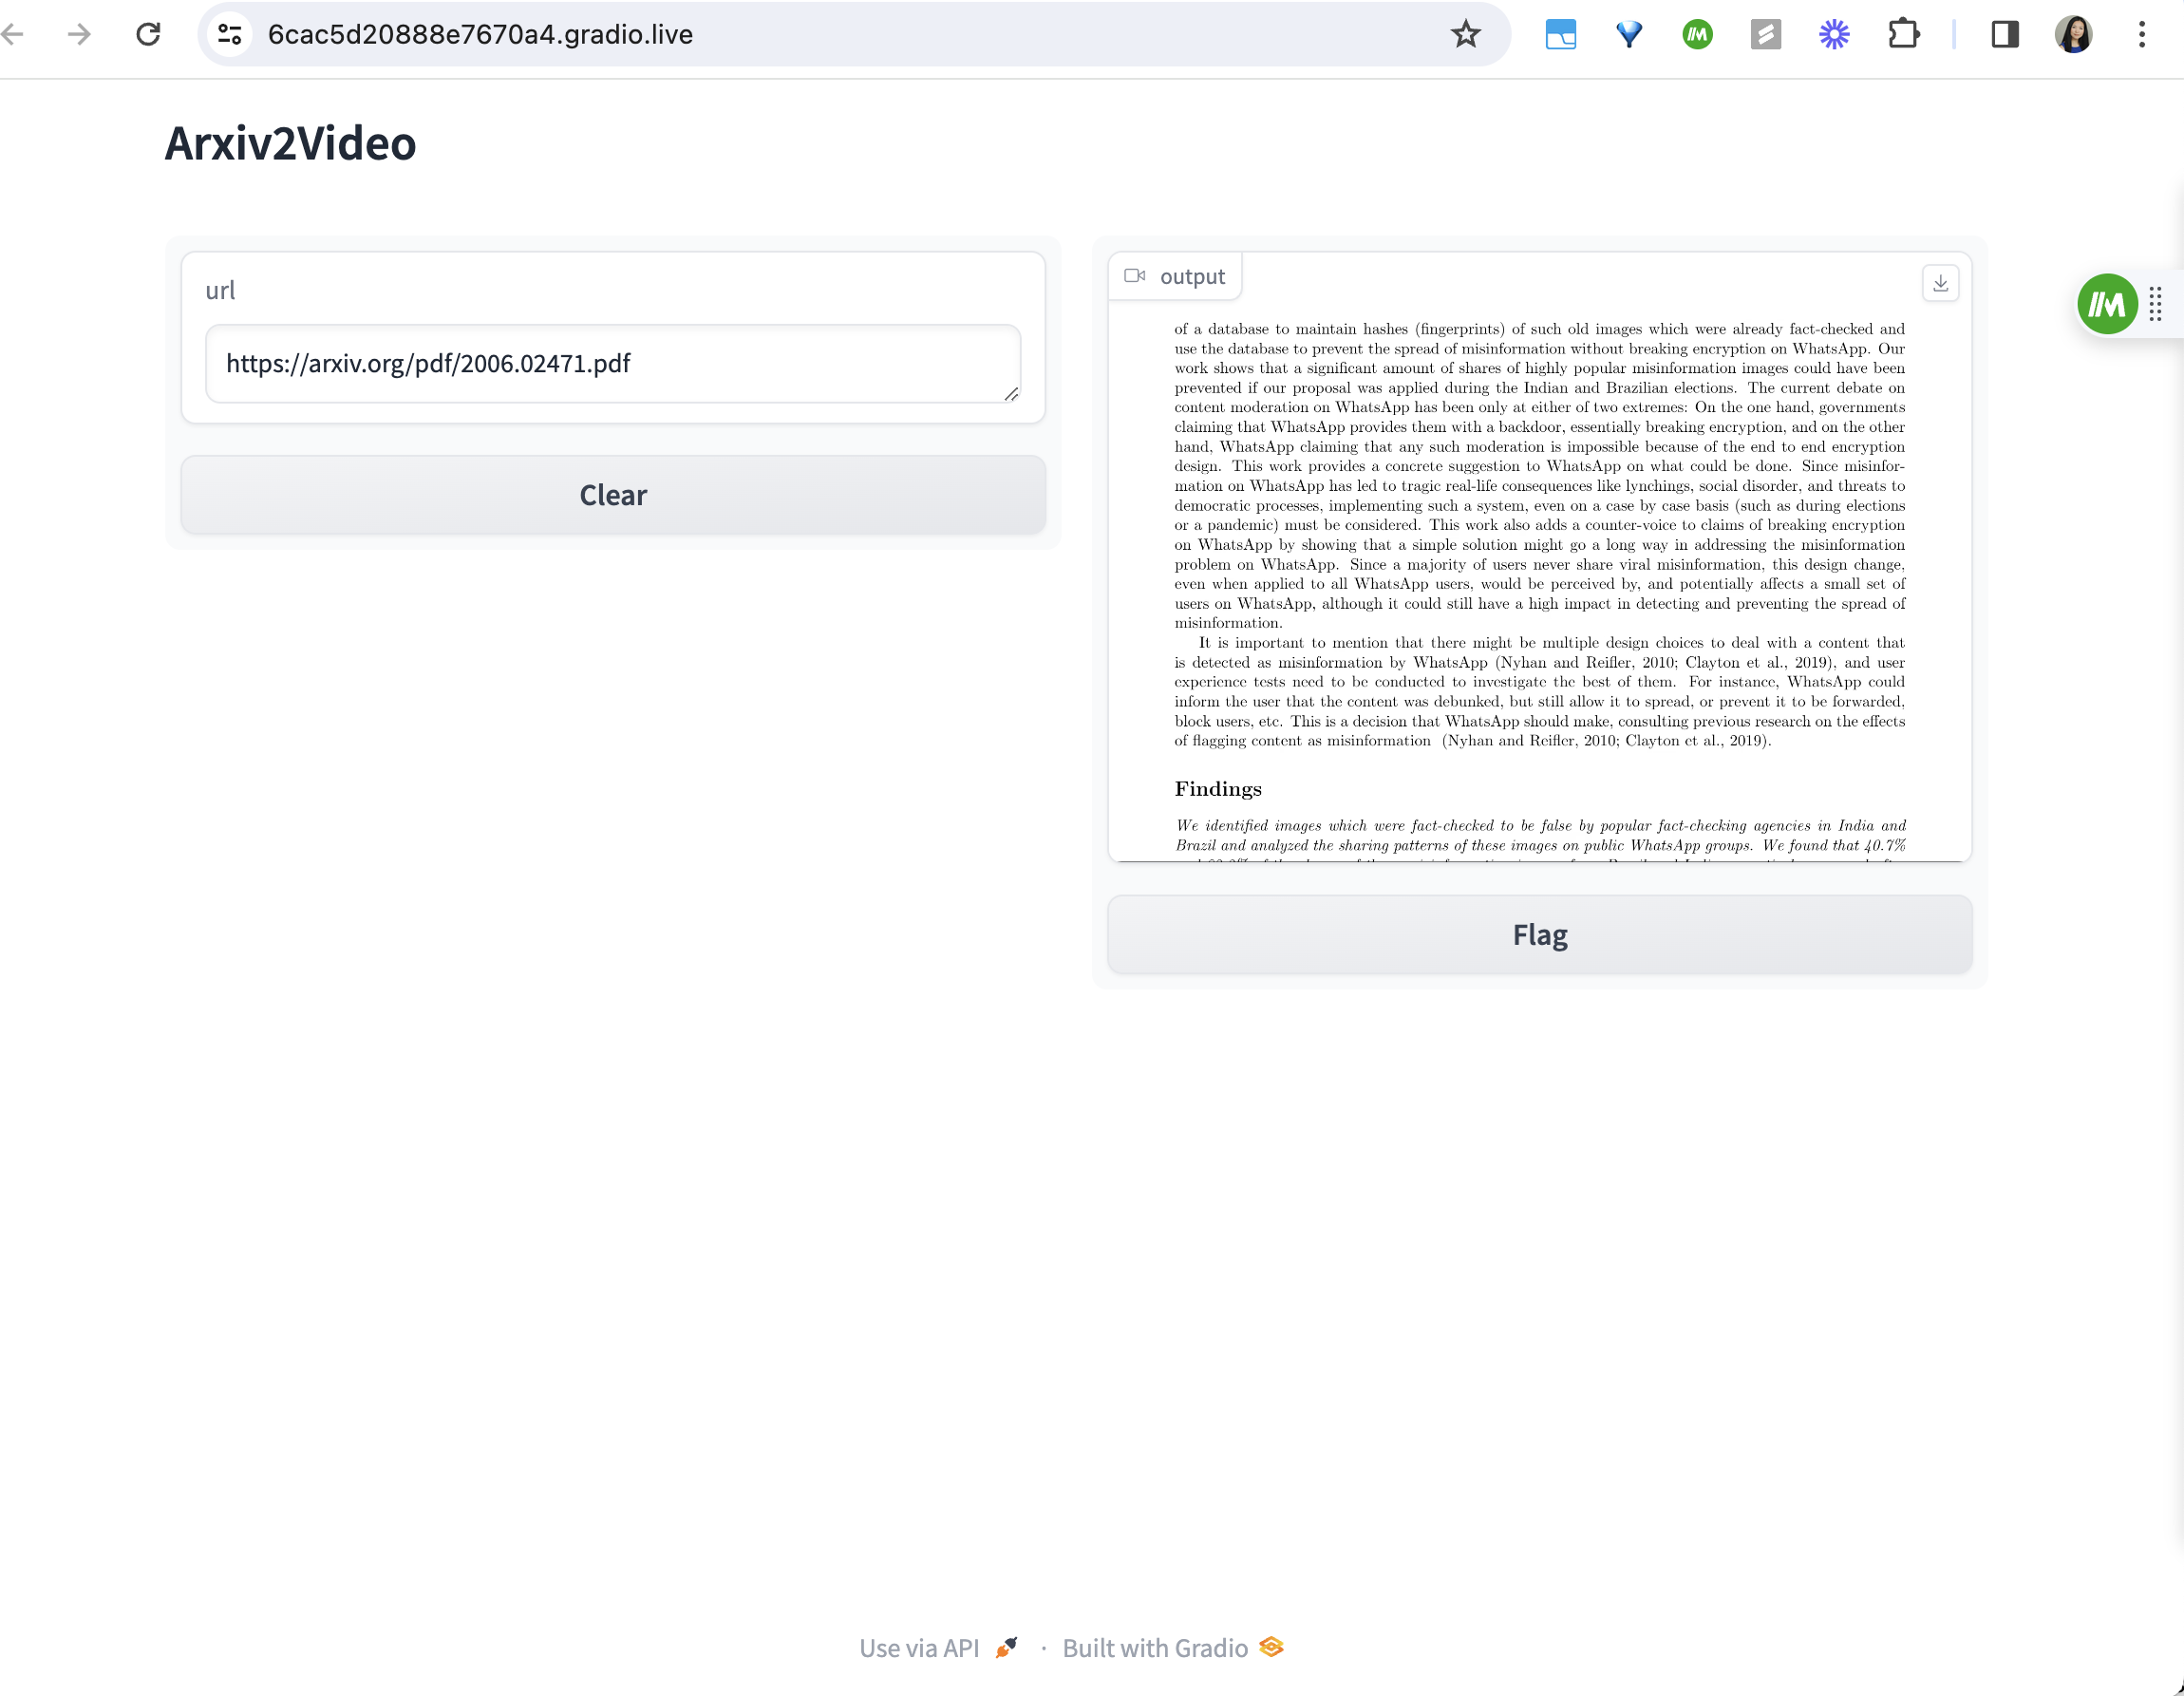 6cac5d20888e7670a4.gradio.live
Arxiv2Video
url
https://arxiv.org/pdf/2006.02471.pdf
Clear
output
of a database to maintain hashes (fingerprints) of such old images which were already fact-checked and
use the database to prevent the spread of misinformation without breaking encryption on WhatsApp. Our
work shows that a significant amount of shares of highly popular misinformation images could have been
prevented if our proposal was applied during the Indian and Brazilian elections. The current debate on
content moderation on WhatsApp has been only at either of two extremes: On the one hand, governments
claiming that WhatsApp provides them with a backdoor, essentially breaking encryption, and on the other
hand, WhatsApp claiming that any such moderation is impossible because of the end to end encryption
design. This work provides a concrete suggestion to WhatsApp on what could be done. Since misinfor-
mation on WhatsApp has led to tragic real-life consequences like lynchings, social disorder, and threats to
democratic processes, implementing such a system, even on a case by case basis (such as during elections
or a pandemic) must be considered. This work also adds a counter-voice to claims of breaking encryption
on WhatsApp by showing that a simple solution might go a long way in addressing the misinformation
problem on WhatsApp. Since a majority of users never share viral misinformation, this design change,
even when applied to all WhatsApp users, would be perceived by, and potentially affects a small set of
users on WhatsApp, although it could still have a high impact in detecting and preventing the spread of
misinformation.
It is important to mention that there might be multiple design choices to deal with a content that
is detected as misinformation by WhatsApp (Nyhan and Reifler, 2010; Clayton et al., 2019), and user
experience tests need to be conducted to investigate the best of them. For instance, WhatsApp could
inform the user that the content was debunked, but still allow it to spread, or prevent it to be forwarded,
block users, etc. This is a decision that WhatsApp should make, consulting previous research on the effects
of flagging content as misinformation (Nyhan and Reifler, 2010; Clayton et al., 2019).
Findings
We identified images which were fact-checked to be false by popular fact-checking agencies in India and
Brazil and analyzed the sharing patterns of these images on public WhatsApp groups. We found that 40.7%
Flag
Use via API · Built with Gradio